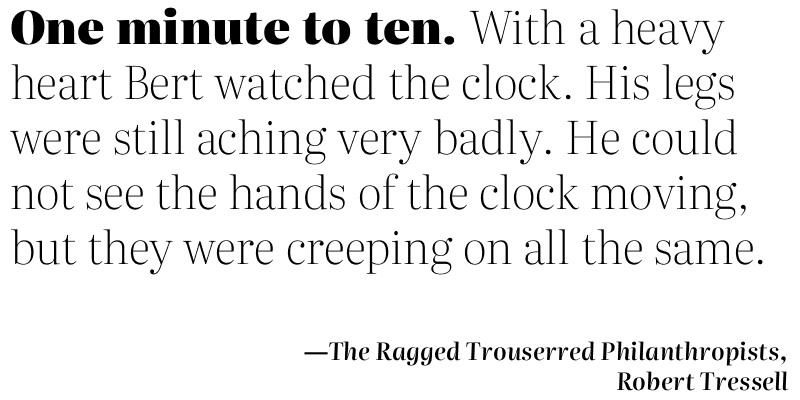 One minute to ten. With a heavy
heart Bert watched the clock. His legs
were still aching very badly. He could
not see the hands of the clock moving,
but they were creeping on all the same.
—The Ragged Trouserred Philanthropists,
Robert Tressell